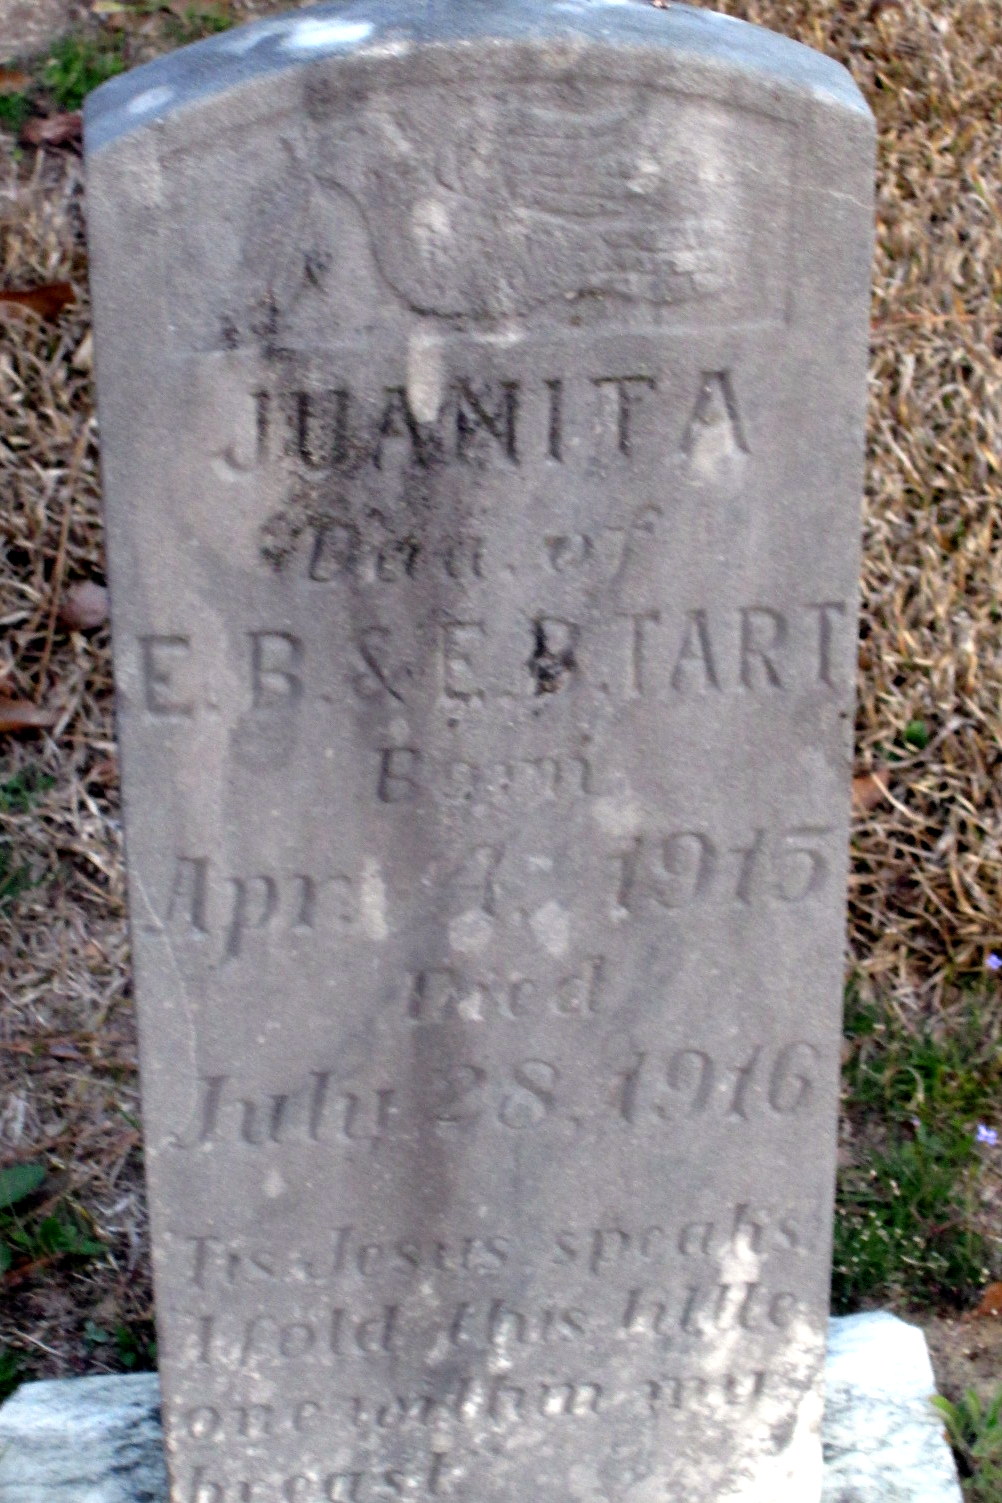 JUANITA
Dau. of
E. B. & E. B. TART
Born
Apr. 4, 1915
Died
July 28, 1916
Tis Jesus speaks
I fold this little
one within my
breast